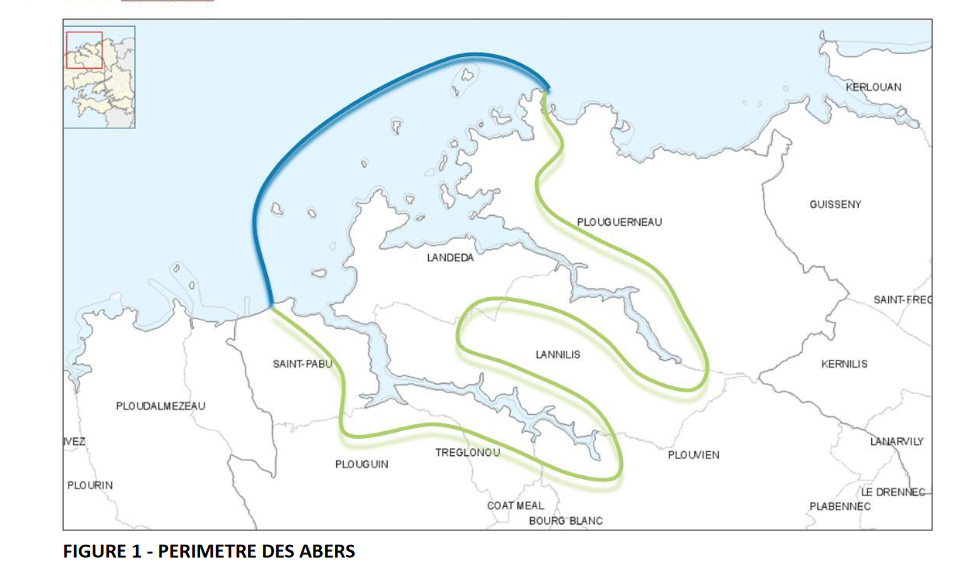 KERLOUAN
GUISSENY
PLOUGUERNEAU
LANDEDA
SAINT-FREG
LANNILIS
SAINT-PABU
KERNILIS
PLOUDALMEZEAU
IVEZ
LANARVILY
TREGLONOU
PLOUVIEN
PLOUGUIN
PLOURIN
LE DRENNEC
COAT MEAL
PLABENNEC
BOURG BLANC
FIGURE 1 - PERIMETRE DES ABERS